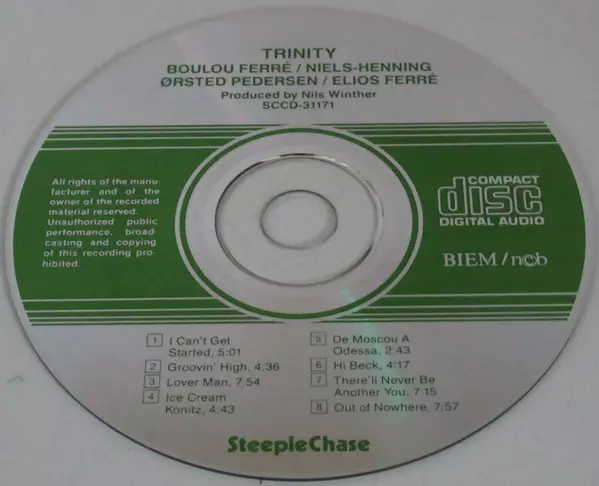 TRINITY
BOULOU FERRÉ / NIELS-HENNING
ØRSTED PEDERSEN / ELIOS FERRÉ
Produced by Nils Winther
SCCD-31171
All rights of the manu-
facturer and of the
owner of the recorded
material reserved.
Unauthorized public
performance, broad-
casting and copying
of this recording pro-
hibited.
COMPACT
disc
DIGITAL AUDIO
BIEM / ncb
1 I Can't Get
Started, 5:01
2 Groovin' High, 4:36
3 Lover Man, 7:54
4 Ice Cream
Konitz, 4:43
5 De Moscou A
Odessa, 2:43
6 Hi Beck, 4:17
7 There'll Never Be
Another You, 7:15
8 Out of Nowhere, 7:57
SteepleChase